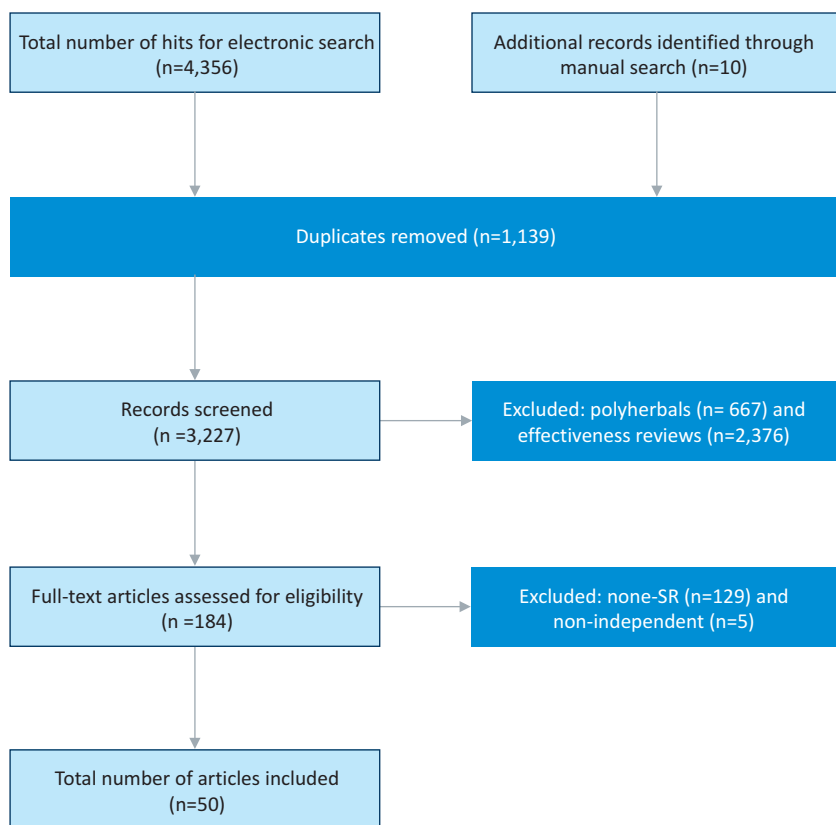 Total number of hits for electronic search
(n=4,356)
Additional records identified through
manual search (n=10)
Duplicates removed (n=1,139)
Records screened
(n =3,227)
Excluded: polyherbals (n= 667) and
effectiveness reviews (n=2,376)
Full-text articles assessed for eligibility
(n =184)
Excluded: none-SR (n=129) and
non-independent (n=5)
Total number of articles included
(n=50)